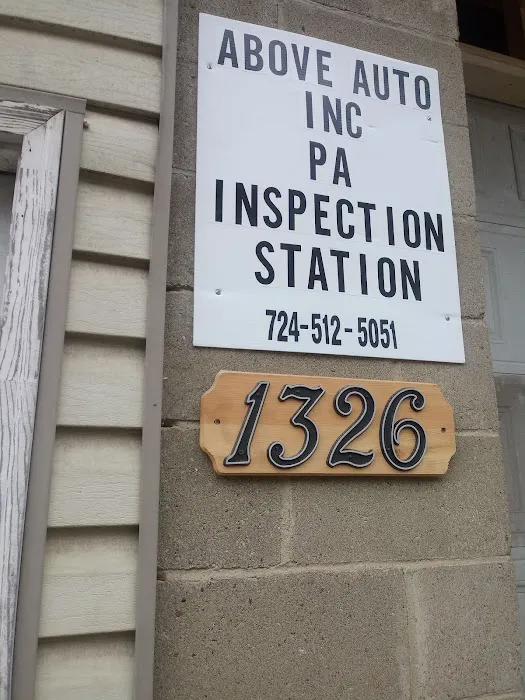 ABOVE AUTO
INC
PA
INSPECTION
STATION
724-512-5051
1326